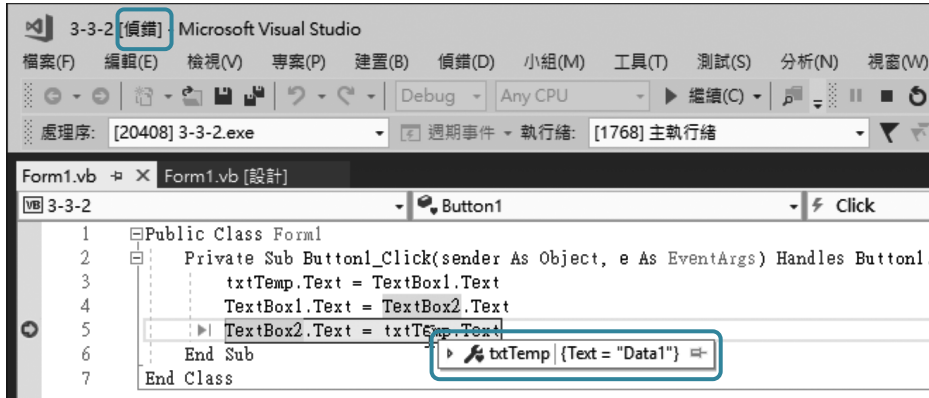 3-3-2 [偵錯] - Microsoft Visual Studio
檔案(F) 編輯(E) 檢視(V) 專案(P) 建置(B) 偵錯(D) 小組(M) 工具(T) 測試(S) 分析(N) 視窗(W)
Debug Any CPU 繼續(C)
處理序: [20408] 3-3-2.exe 週期事件 執行緒: [1768] 主執行緒
Form1.vb Form1.vb [設計]
VB 3-3-2 Button1 Click
1 Public Class Form1
2 Private Sub Button1_Click(sender As Object, e As EventArgs) Handles Button1.
3 txtTemp.Text = TextBox1.Text
4 TextBox1.Text = TextBox2.Text
5 TextBox2.Text = txtTemp.Text
txtTemp {Text = "Data1"}
6 End Sub
7 End Class